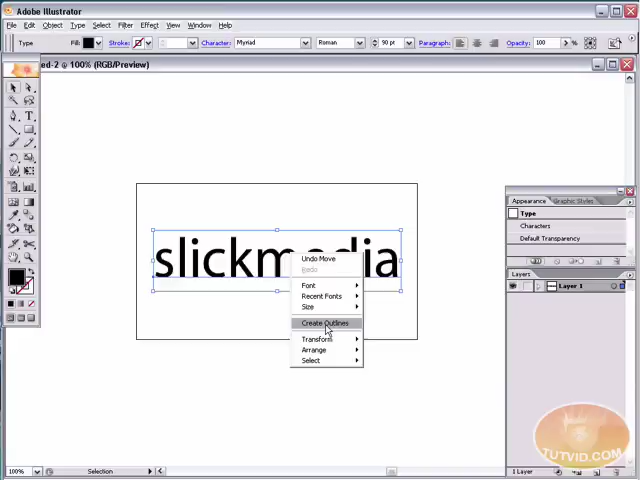 Adobe Illustrator
File Edit Object Type Select Filter Effect View Window Help
Type Fill: Stroke: Character: Myriad Roman 90 pt Paragraph: Opacity: 100 %
ed-2 @ 100% (RGB/Preview)
slickmedia
Undo Move
Redo
Font
Recent Fonts
Size
Create Outlines
Transform
Arrange
Select
Appearance Graphic Styles
Type
Characters
Default Transparency
Layers
Layer 1
1 Layer
TUTVID.COM
100% Selection